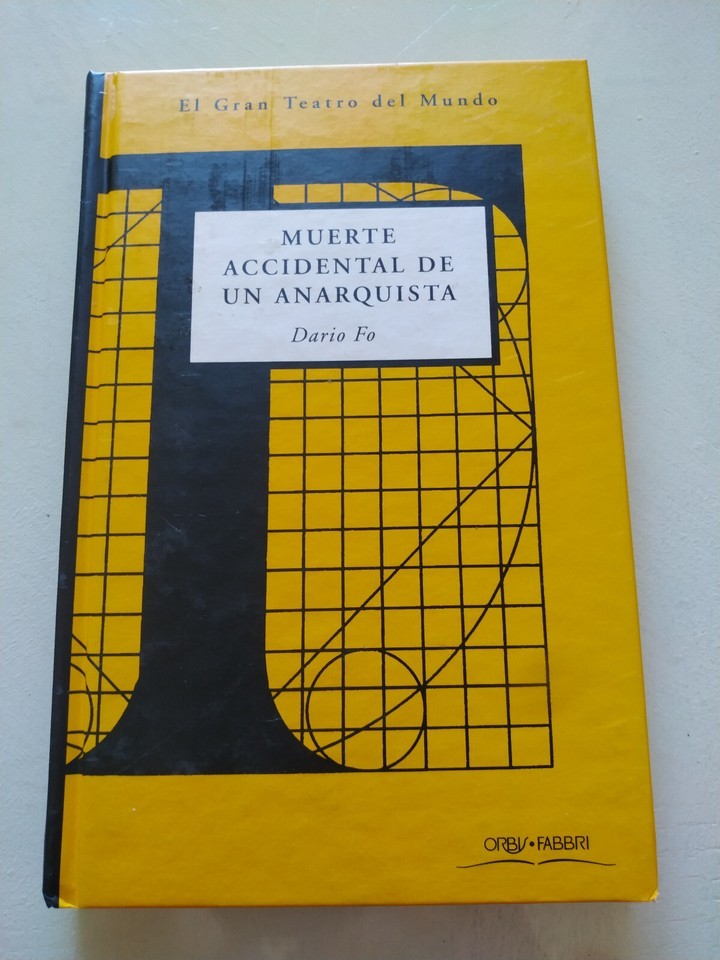 El Gran Teatro del Mundo
MUERTE
ACCIDENTAL DE
UN ANARQUISTA
Dario Fo
ORBIS • FABBRI